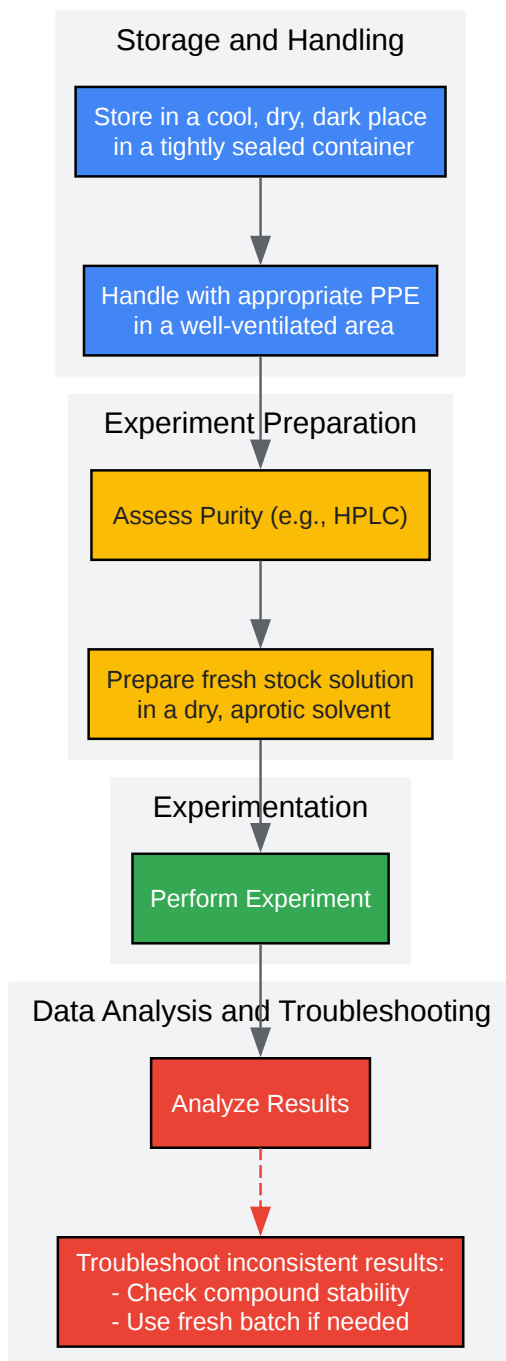 Storage and Handling
Store in a cool, dry, dark place
in a tightly sealed container
Handle with appropriate PPE
in a well-ventilated area
Experiment Preparation
Assess Purity (e.g., HPLC)
Prepare fresh stock solution
in a dry, aprotic solvent
Experimentation
Perform Experiment
Data Analysis and Troubleshooting
Analyze Results
Troubleshoot inconsistent results:
- Check compound stability
- Use fresh batch if needed